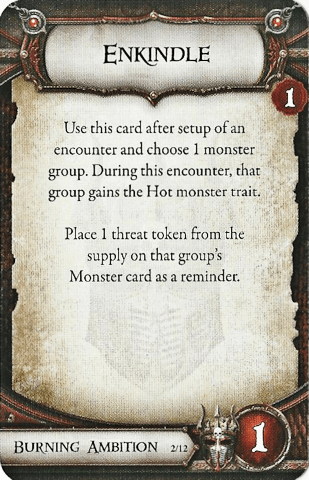 ENKINDLE
1
Use this card after setup of an
encounter and choose 1 monster
group. During this encounter, that
group gains the Hot monster trait.
Place 1 threat token from the
supply on that group's
Monster card as a reminder.
BURNING AMBITION 2/12
1